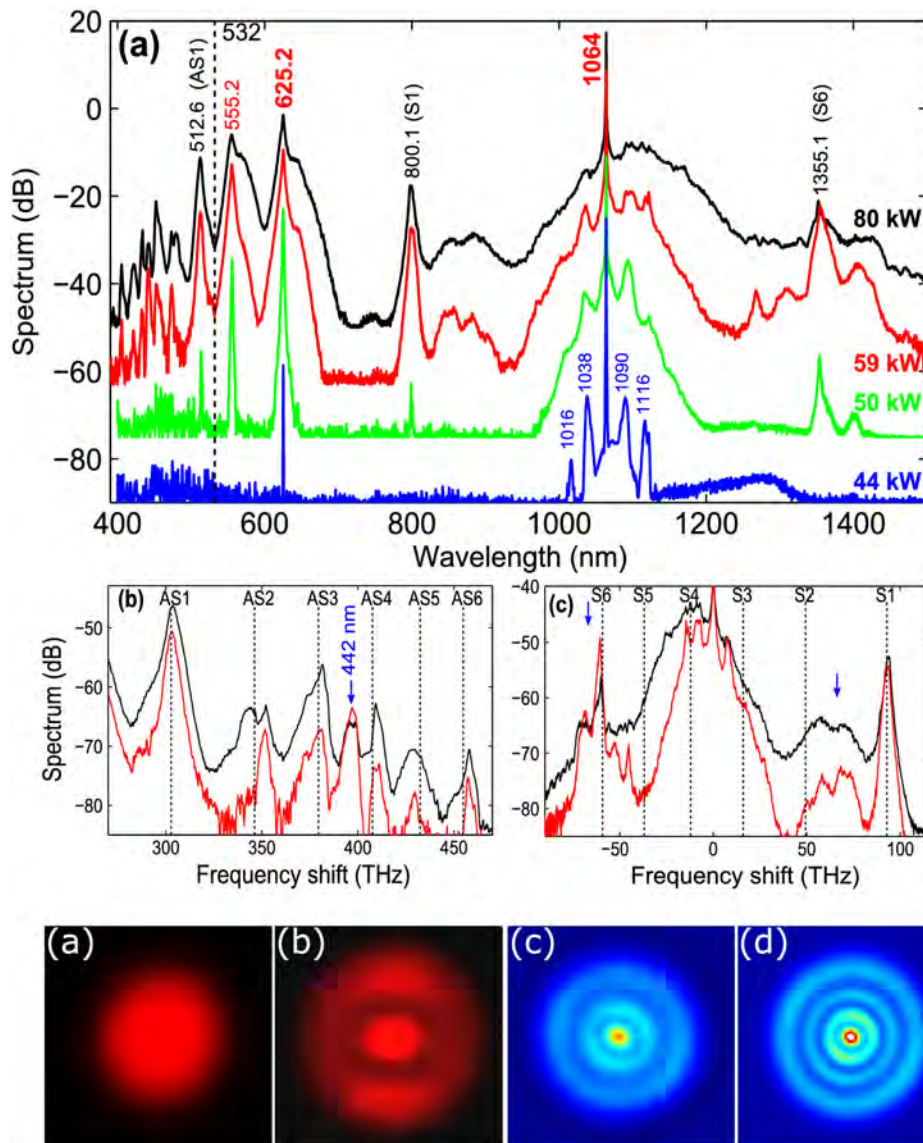 (a)
532
512.6 (AS1)
555.2
625.2
800.1 (S1)
1064
1355.1 (S6)
80 kW
59 kW
50 kW
44 kW
1016
1038
1090
1116
Spectrum (dB)
20
0
−20
−40
−60
−80
400 600 800 1000 1200 1400
Wavelength (nm)
(b)
AS1 AS2 AS3 AS4 AS5 AS6
442 nm
Spectrum (dB)
−50
−60
−70
−80
300 350 400 450
Frequency shift (THz)
(c)
S6 S5 S4 S3 S2 S1
−40
−50
−60
−70
−80
−50 0 50 100
Frequency shift (THz)
(a) (b) (c) (d)